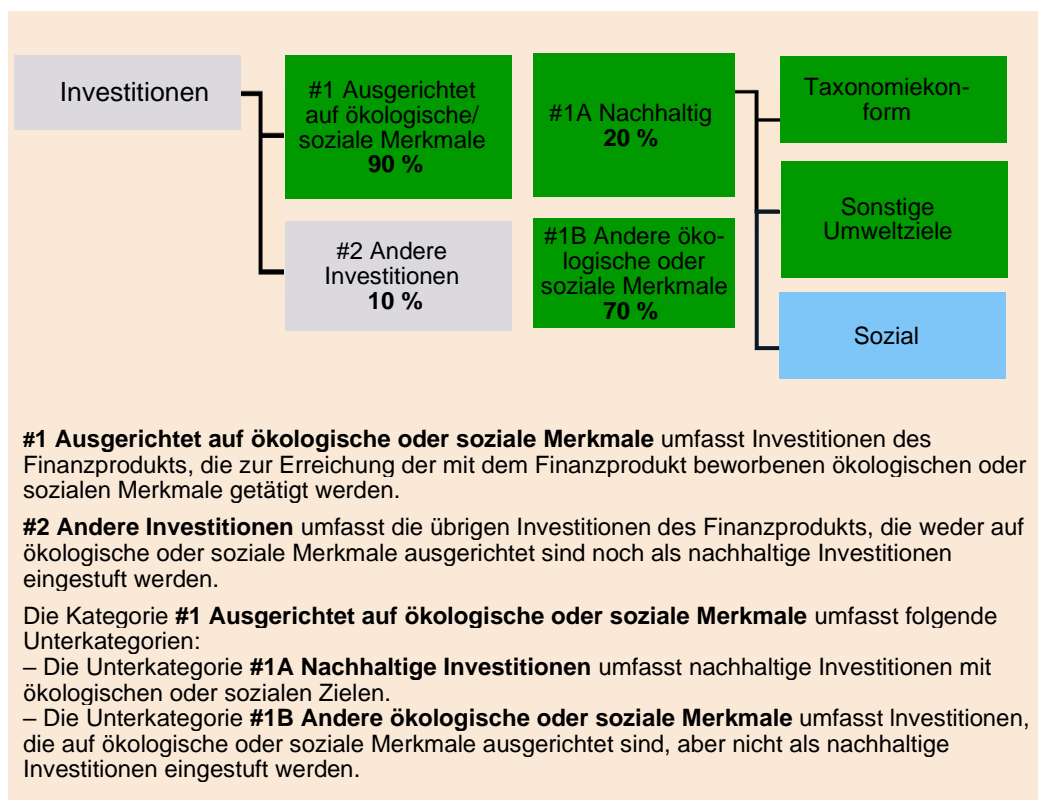 Investitionen
#1 Ausgerichtet
auf ökologische/
soziale Merkmale
90 %
#2 Andere
Investitionen
10 %
#1A Nachhaltig
20 %
#1B Andere öko-
logische oder
soziale Merkmale
70 %
Taxonomiekon-
form
Sonstige
Umweltziele
Sozial
#1 Ausgerichtet auf ökologische oder soziale Merkmale umfasst Investitionen des
Finanzprodukts, die zur Erreichung der mit dem Finanzprodukt beworbenen ökologischen oder
sozialen Merkmale getätigt werden.
#2 Andere Investitionen umfasst die übrigen Investitionen des Finanzprodukts, die weder auf
ökologische oder soziale Merkmale ausgerichtet sind noch als nachhaltige Investitionen
eingestuft werden.
Die Kategorie #1 Ausgerichtet auf ökologische oder soziale Merkmale umfasst folgende
Unterkategorien:
– Die Unterkategorie #1A Nachhaltige Investitionen umfasst nachhaltige Investitionen mit
ökologischen oder sozialen Zielen.
– Die Unterkategorie #1B Andere ökologische oder soziale Merkmale umfasst Investitionen,
die auf ökologische oder soziale Merkmale ausgerichtet sind, aber nicht als nachhaltige
Investitionen eingestuft werden.